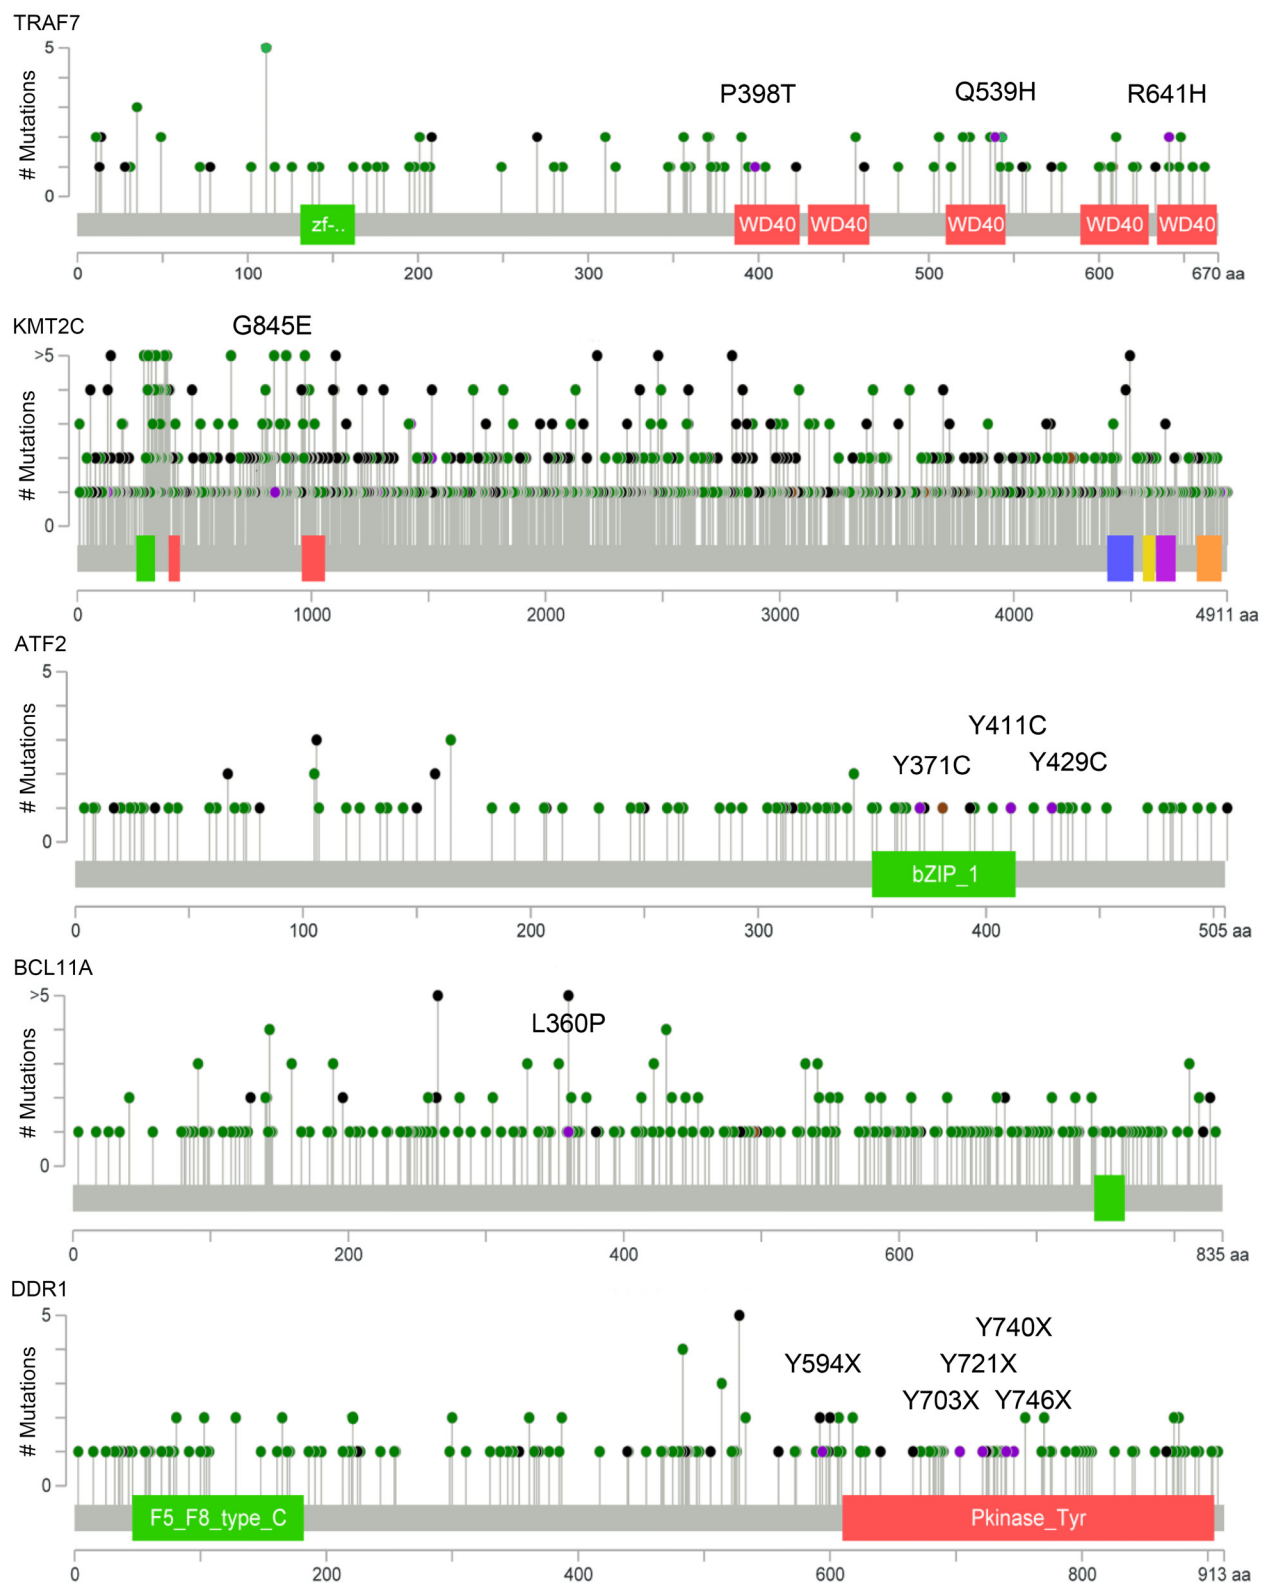 TRAF7
5
P398T
Q539H
R641H
# Mutations
0
zf-..
WD40
WD40
WD40
WD40
WD40
0 100 200 300 400 500 600 670 aa
KMT2C
G845E
>5
# Mutations
0
0 1000 2000 3000 4000 4911 aa
ATF2
5
# Mutations
Y411C
Y371C
Y429C
0
bZIP_1
0 100 200 300 400 505 aa
BCL11A
>5
L360P
# Mutations
0
0 200 400 600 835 aa
DDR1
5
Y740X
Y594X
Y721X
# Mutations
Y703X
Y746X
0
F5_F8_type_C
Pkinase_Tyr
0 200 400 600 800 913 aa